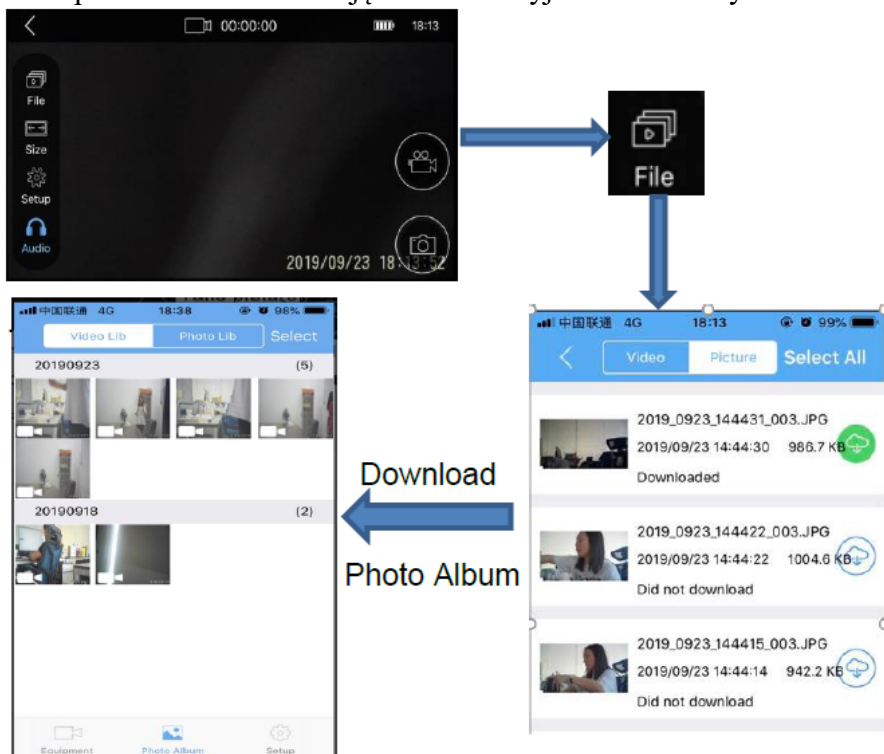 00:00:00 18:13
File
Size
Setup
Audio
2019/09/23 18:13:52
File
中国联通 4G 18:38 98%
Video Lib Photo Lib Select
20190923 (5)
20190918 (2)
Equipment Photo Album Setup
Download
Photo Album
中国联通 4G 18:13 99%
Video Picture Select All
2019_0923_144431_003.JPG
2019/09/23 14:44:30 986.7 KB
Downloaded
2019_0923_144422_003.JPG
2019/09/23 14:44:22 1004.6 KB
Did not download
2019_0923_144415_003.JPG
2019/09/23 14:44:14 942.2 KB
Did not download